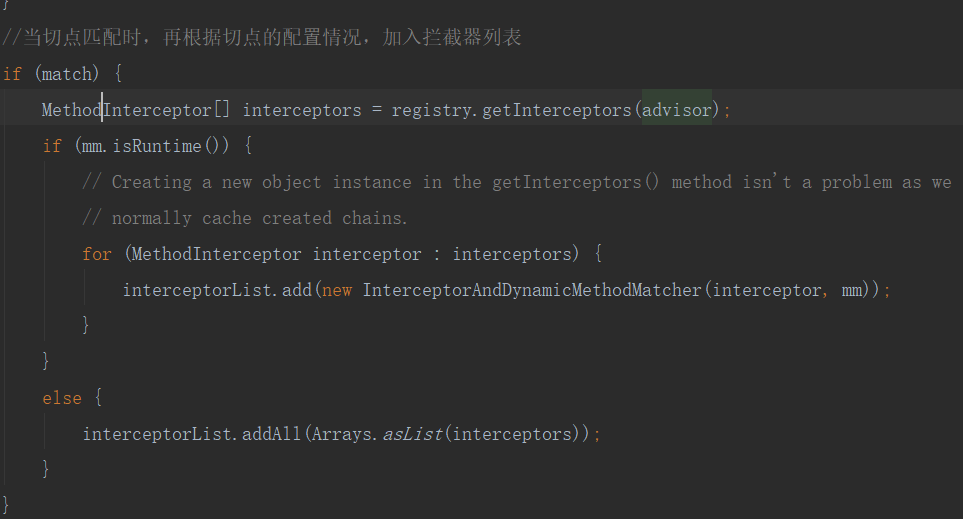 }
//当切点匹配时，再根据切点的配置情况，加入拦截器列表
if (match) {
    MethodInterceptor[] interceptors = registry.getInterceptors(advisor);
    if (mm.isRuntime()) {
        // Creating a new object instance in the getInterceptors() method isn't a problem as we
        // normally cache created chains.
        for (MethodInterceptor interceptor : interceptors) {
            interceptorList.add(new InterceptorAndDynamicMethodMatcher(interceptor, mm));
        }
    }
    else {
        interceptorList.addAll(Arrays.asList(interceptors));
    }
}